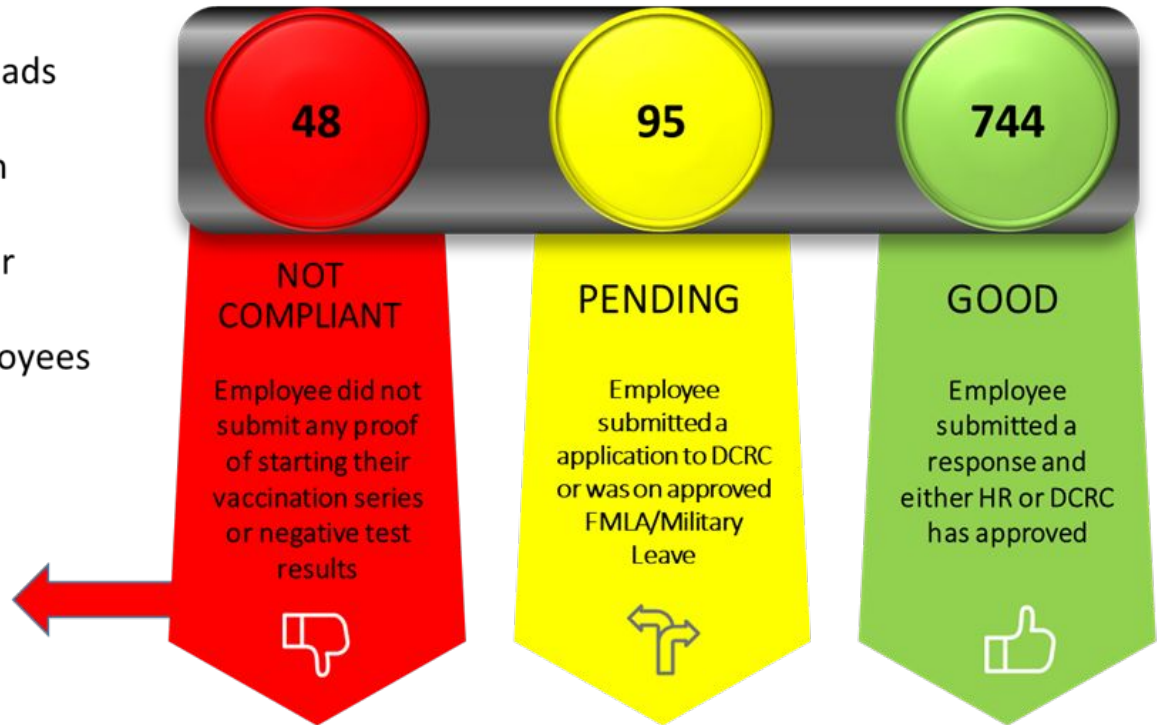 ads
n
r
oyees
48
NOT
COMPLIANT
Employee did not
submit any proof
of starting their
vaccination series
or negative test
results
95
PENDING
Employee
submitted a
application to DCRC
or was on approved
FMLA/Military
Leave
744
GOOD
Employee
submitted a
response and
either HR or DCRC
has approved